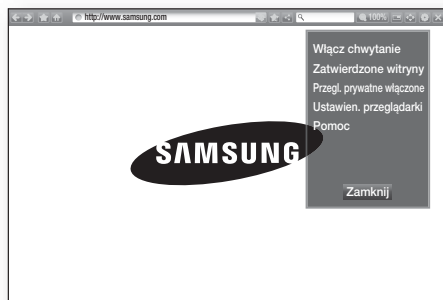 http://www.samsung.com
100%
Włącz chwytanie
Zatwierdzone witryny
Przegl. prywatne włączone
Ustawien. przeglądarki
Pomoc
SAMSUNG
Zamknij